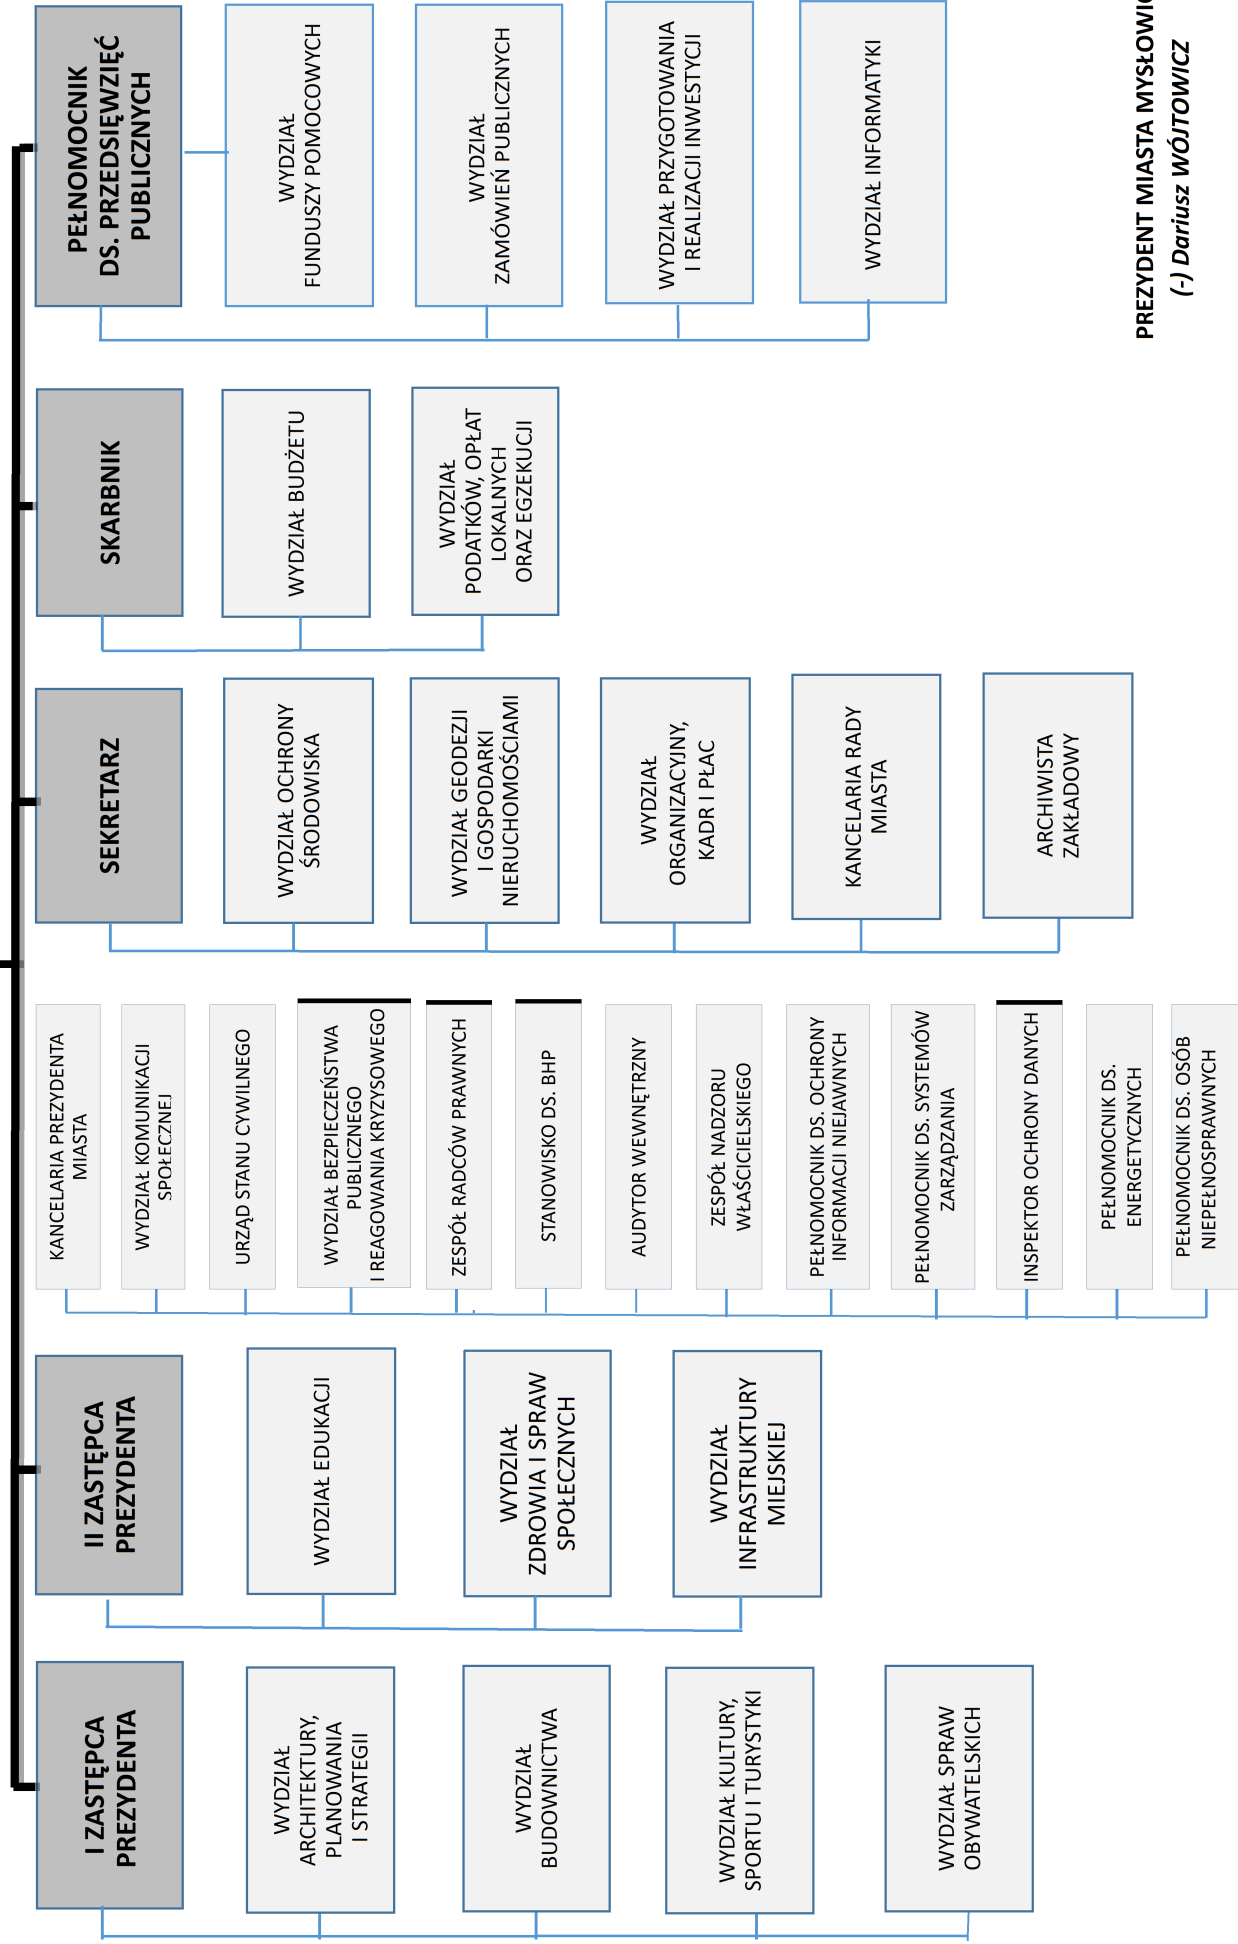 I ZASTĘPCA
PREZYDENTA
WYDZIAŁ
ARCHITEKTURY,
PLANOWANIA
I STRATEGII
WYDZIAŁ
BUDOWNICTWA
WYDZIAŁ KULTURY,
SPORTU I TURYSTYKI
WYDZIAŁ SPRAW
OBYWATELSKICH
II ZASTĘPCA
PREZYDENTA
WYDZIAŁ EDUKACJI
WYDZIAŁ
ZDROWIA I SPRAW
SPOŁECZNYCH
WYDZIAŁ
INFRASTRUKTURY
MIEJSKIEJ
KANCELARIA PREZYDENTA
MIASTA
WYDZIAŁ KOMUNIKACJI
SPOŁECZNEJ
URZĄD STANU CYWILNEGO
WYDZIAŁ BEZPIECZEŃSTWA
PUBLICZNEGO
I REAGOWANIA KRYZYSOWEGO
ZESPÓŁ RADCÓW PRAWNYCH
STANOWISKO DS. BHP
AUDYTOR WEWNĘTRZNY
ZESPÓŁ NADZORU
WŁAŚCICIELSKIEGO
PEŁNOMOCNIK DS. OCHRONY
INFORMACJI NIEJAWNYCH
PEŁNOMOCNIK DS. SYSTEMÓW
ZARZĄDZANIA
INSPEKTOR OCHRONY DANYCH
PEŁNOMOCNIK DS.
ENERGETYCZNYCH
PEŁNOMOCNIK DS. OSÓB
NIEPEŁNOSPRAWNYCH
SEKRETARZ
WYDZIAŁ OCHRONY
ŚRODOWISKA
WYDZIAŁ GEODEZJI
I GOSPODARKI
NIERUCHOMOŚCIAMI
WYDZIAŁ
ORGANIZACYJNY,
KADR I PŁAC
KANCELARIA RADY
MIASTA
ARCHIWISTA
ZAKŁADOWY
SKARBNIK
WYDZIAŁ BUDŻETU
WYDZIAŁ
PODATKÓW, OPŁAT
LOKALNYCH
ORAZ EGZEKUCJI
PEŁNOMOCNIK
DS. PRZEDSIĘWZIĘĆ
PUBLICZNYCH
WYDZIAŁ
FUNDUSZY POMOCOWYCH
WYDZIAŁ
ZAMÓWIEŃ PUBLICZNYCH
WYDZIAŁ PRZYGOTOWANIA
I REALIZACJI INWESTYCJI
WYDZIAŁ INFORMATYKI
PREZYDENT MIASTA
(-) Dariusz WÓJTOWICZ